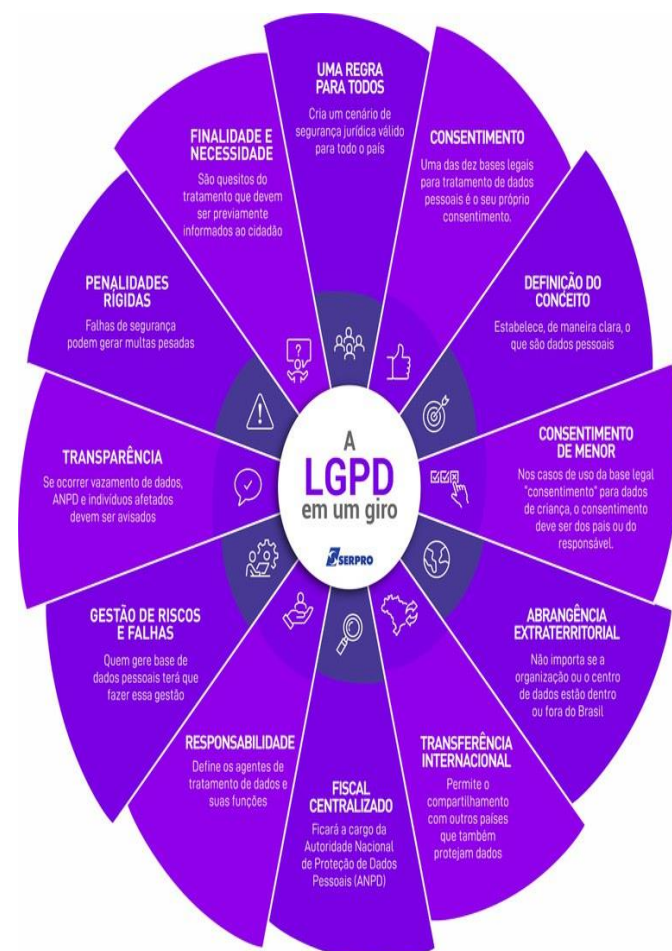 UMA REGRA
PARA TODOS
Cria um cenário de
segurança jurídica válido
para todo o país
CONSENTIMENTO
Uma das dez bases legais
para tratamento de dados
pessoais é o seu próprio
consentimento.
DEFINIÇÃO DO
CONCEITO
Estabelece, de maneira clara, o
que são dados pessoais
CONSENTIMENTO
DE MENOR
Nos casos de uso da base legal
"consentimento" para dados
de criança, o consentimento
deve ser dos pais ou do
responsável.
ABRANGÊNCIA
EXTRATERRITORIAL
Não importa se a
organização ou o centro
de dados estão dentro
ou fora do Brasil
TRANSFERÊNCIA
INTERNACIONAL
Permite o
compartilhamento
com outros países
que também
protejam dados
FISCAL
CENTRALIZADO
Ficará a cargo da
Autoridade Nacional
de Proteção de Dados
Pessoais (ANPD)
RESPONSABILIDADE
Define os agentes de
tratamento de dados e
suas funções
GESTÃO DE RISCOS
E FALHAS
Quem gere base de
dados pessoais terá que
fazer essa gestão
TRANSPARÊNCIA
Se ocorrer vazamento de dados,
ANPD e indivíduos afetados
devem ser avisados
PENALIDADES
RÍGIDAS
Falhas de segurança
podem gerar multas pesadas
FINALIDADE E
NECESSIDADE
São quesitos do
tratamento que devem
ser previamente
informados ao cidadão
A
LGPD
em um giro
SERPRO